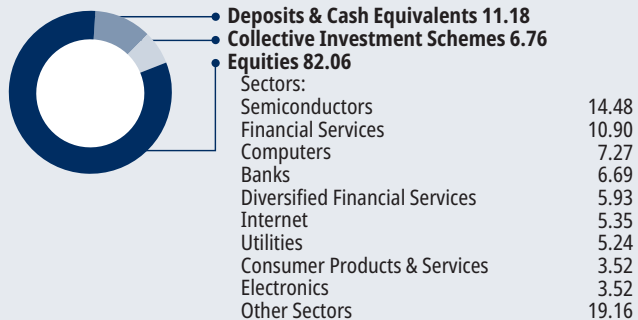 Deposits & Cash Equivalents 11.18
Collective Investment Schemes 6.76
Equities 82.06
Sectors:
Semiconductors 14.48
Financial Services 10.90
Computers 7.27
Banks 6.69
Diversified Financial Services 5.93
Internet 5.35
Utilities 5.24
Consumer Products & Services 3.52
Electronics 3.52
Other Sectors 19.16